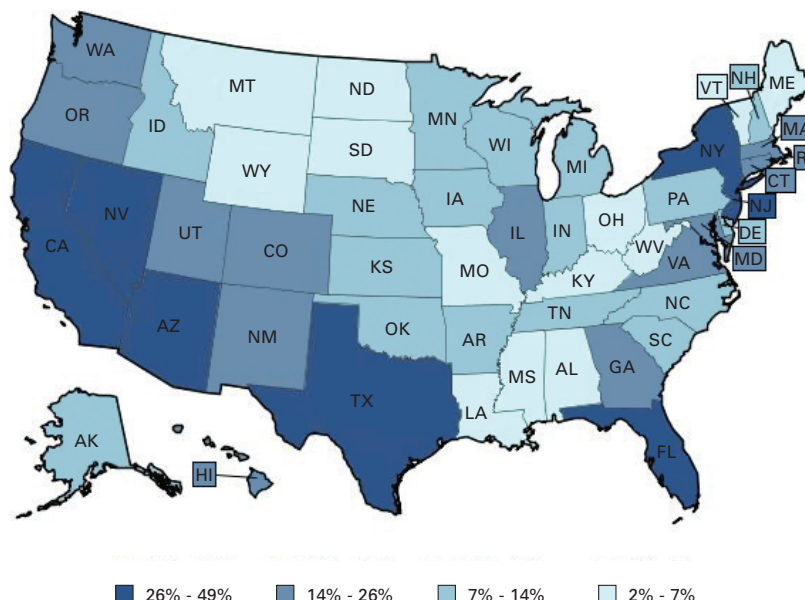 WA
MT
ND
MN
VT
NH
ME
OR
ID
WI
MA
SD
NY
WY
MI
R
CT
IA
PA
NE
NJ
NV
OH
IL
IN
DE
UT
CO
WV
MD
CA
VA
MO
KS
KY
NC
TN
AZ
OK
NM
AR
SC
MS
AL
GA
TX
LA
AK
FL
HI
26% - 49%
14% - 26%
7% - 14%
2% - 7%